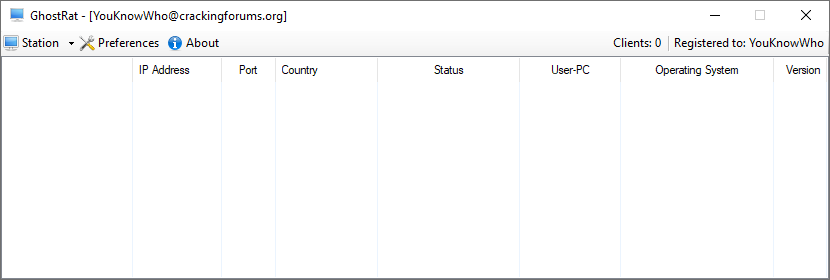 GhostRat - [YouKnowWho@crackingforums.org]
Station Preferences About Clients: 0 Registered to: YouKnowWho
IP Address Port Country Status User-PC Operating System Version